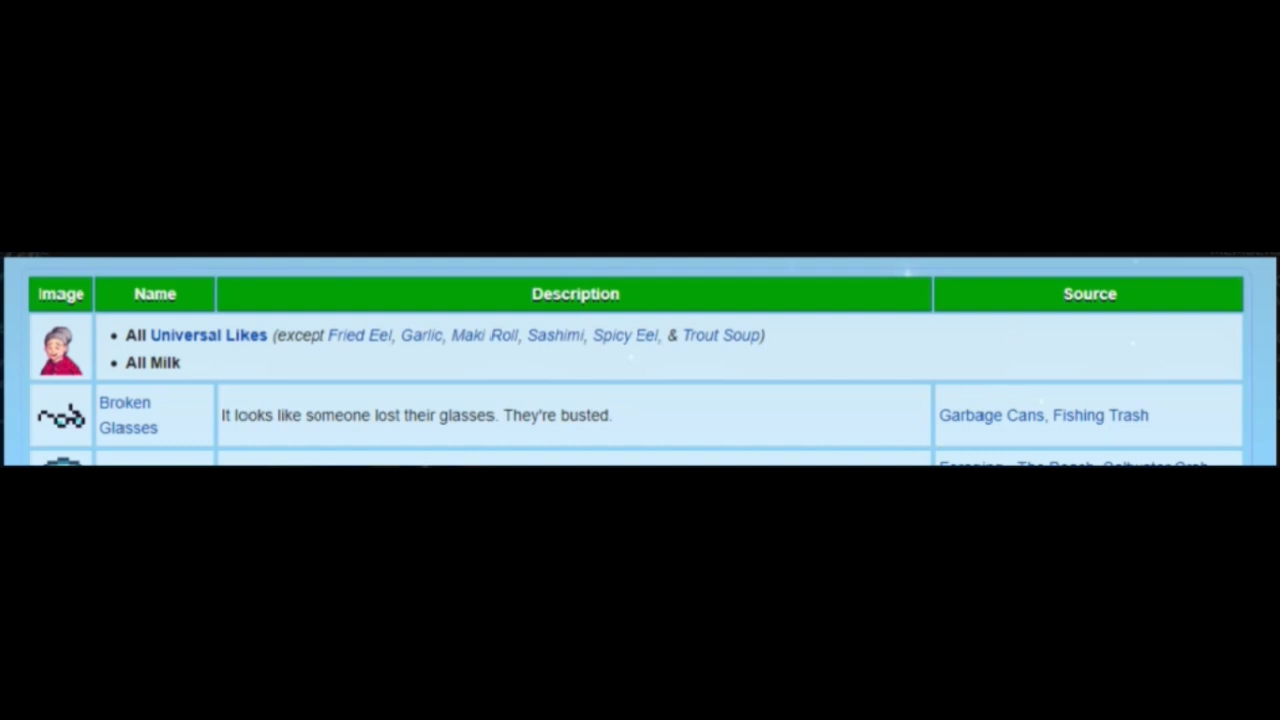 Image Name Description Source
• All Universal Likes (except Fried Eel, Garlic, Maki Roll, Sashimi, Spicy Eel, & Trout Soup)
• All Milk
Broken
Glasses
It looks like someone lost their glasses. They're busted.
Garbage Cans, Fishing Trash